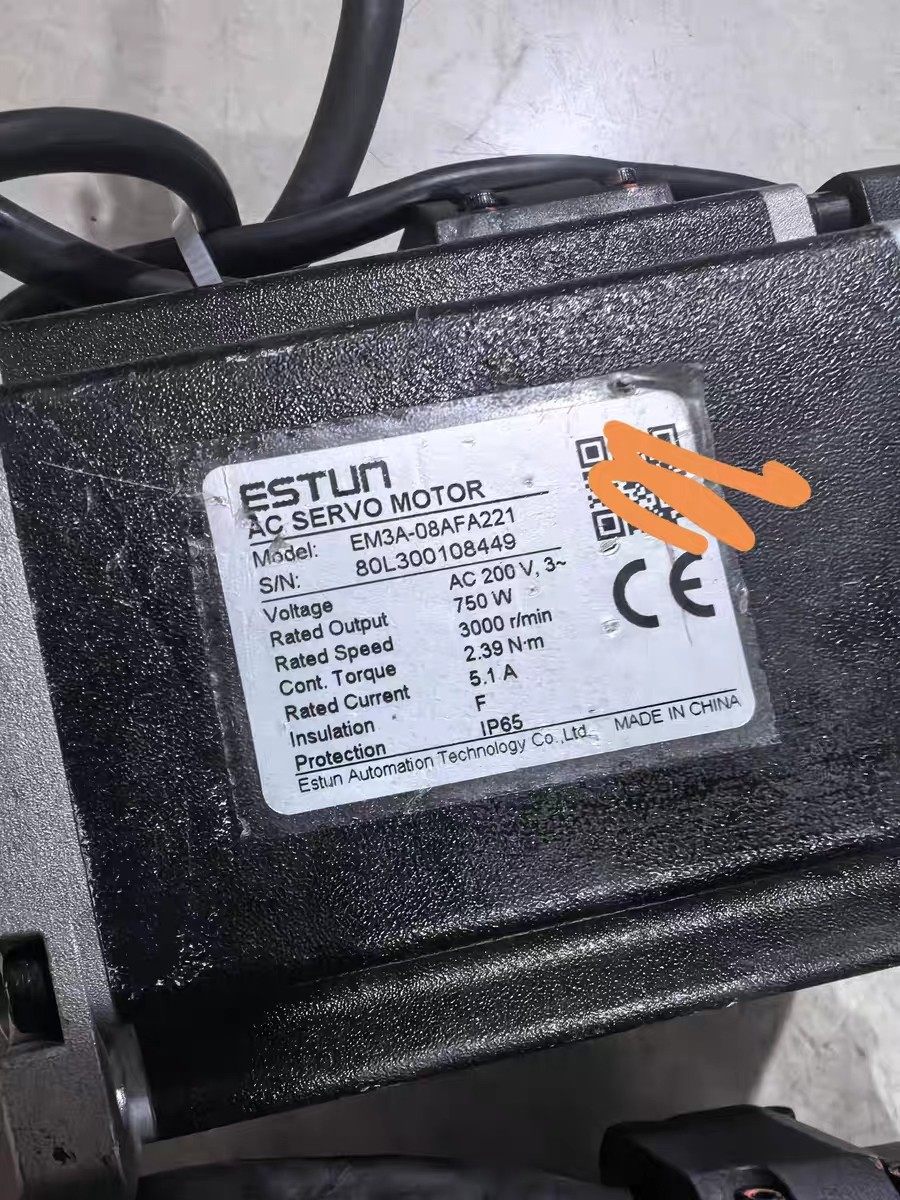 ESTUN
AC SERVO MOTOR
Model: EM3A-08AFA221
S/N: 80L300108449
Voltage AC 200 V, 3~
Rated Output 750 W
Rated Speed 3000 r/min
Cont. Torque 2.39 N·m
Rated Current 5.1 A
Insulation F
Protection IP65
CE
Estun Automation Technology Co.,Ltd. MADE IN CHINA